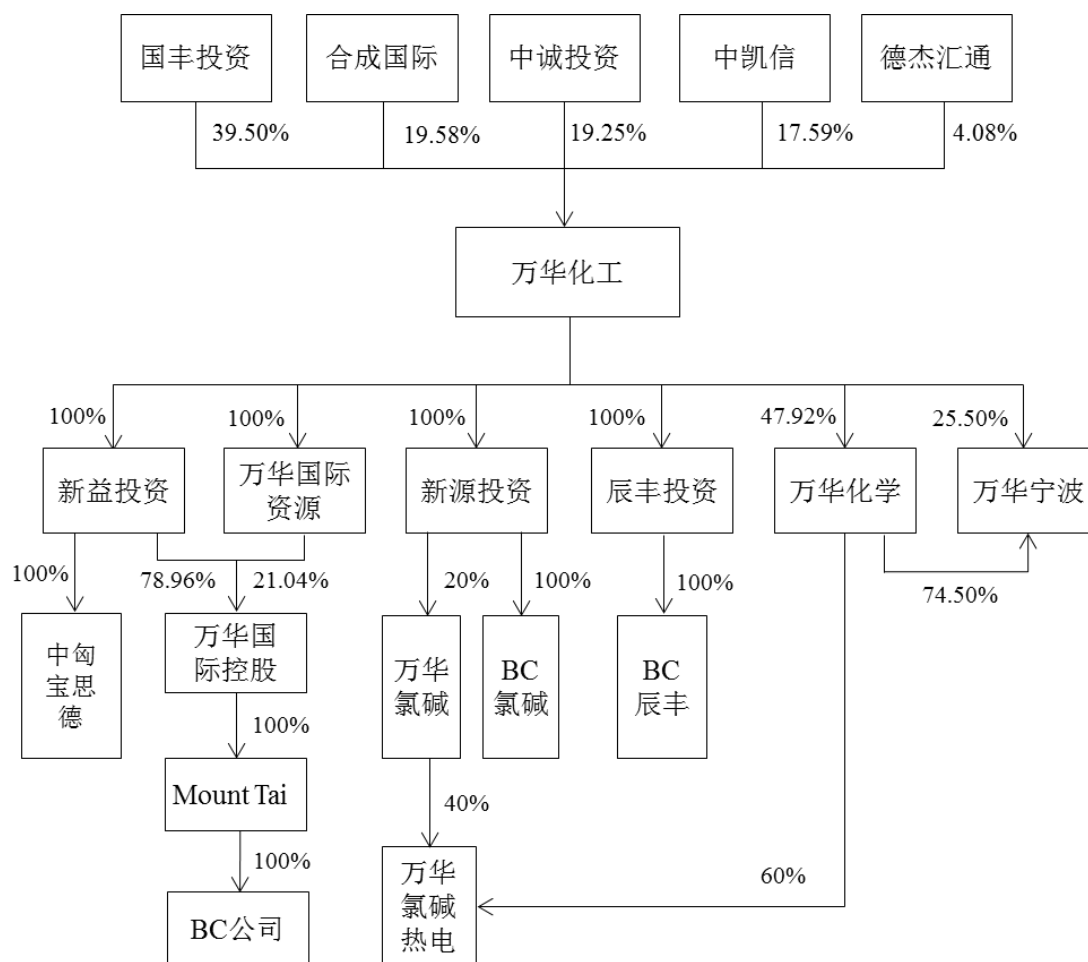 国丰投资
合成国际
中诚投资
中凯信
德杰汇通
39.50%
19.58%
19.25%
17.59%
4.08%
万华化工
100%
100%
100%
100%
47.92%
25.50%
新益投资
万华国际
资源
新源投资
辰丰投资
万华化学
万华宁波
100%
78.96%
21.04%
20%
100%
100%
74.50%
中匈
宝思
德
万华国
际控股
万华
氯碱
BC
氯碱
BC
辰丰
100%
Mount Tai
40%
100%
60%
BC公司
万华
氯碱
热电